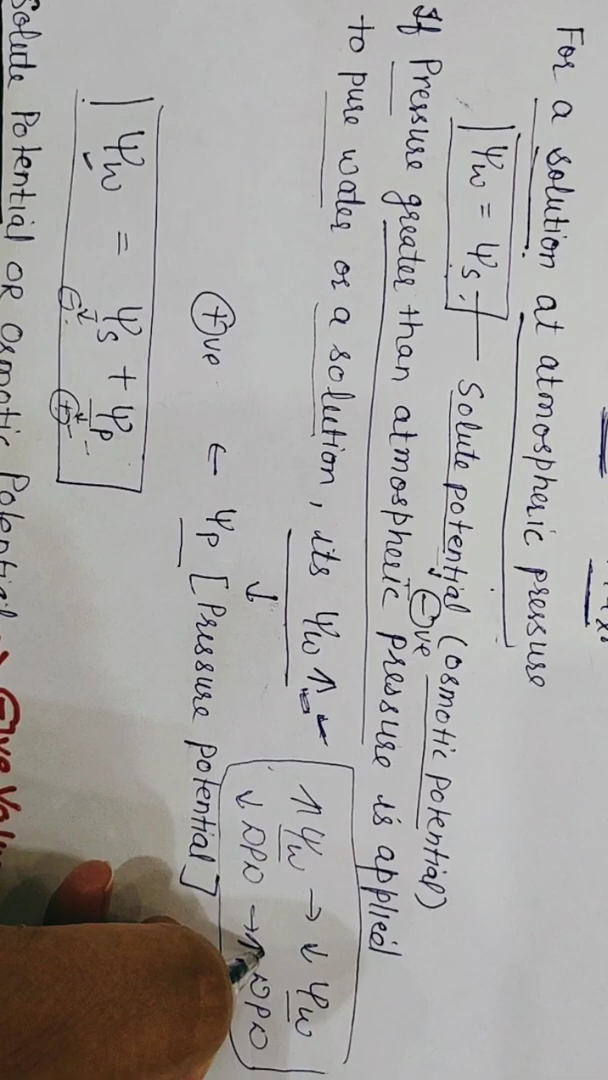 For a solution at atmospheric pressure
Ψw = Ψs → Solute potential (osmotic potential)
⊖ve
If Pressure greater than atmospheric pressure is applied
to pure water or a solution, its Ψw ↑
↑ Ψw → ↓ Ψw
↓ DPD → ↑ DPD
↓
⊕ve ← Ψp [Pressure potential]
Ψw = Ψs + Ψp
⊖ ⊕
Solute Potential OR Osmotic Potential → ⊖ve